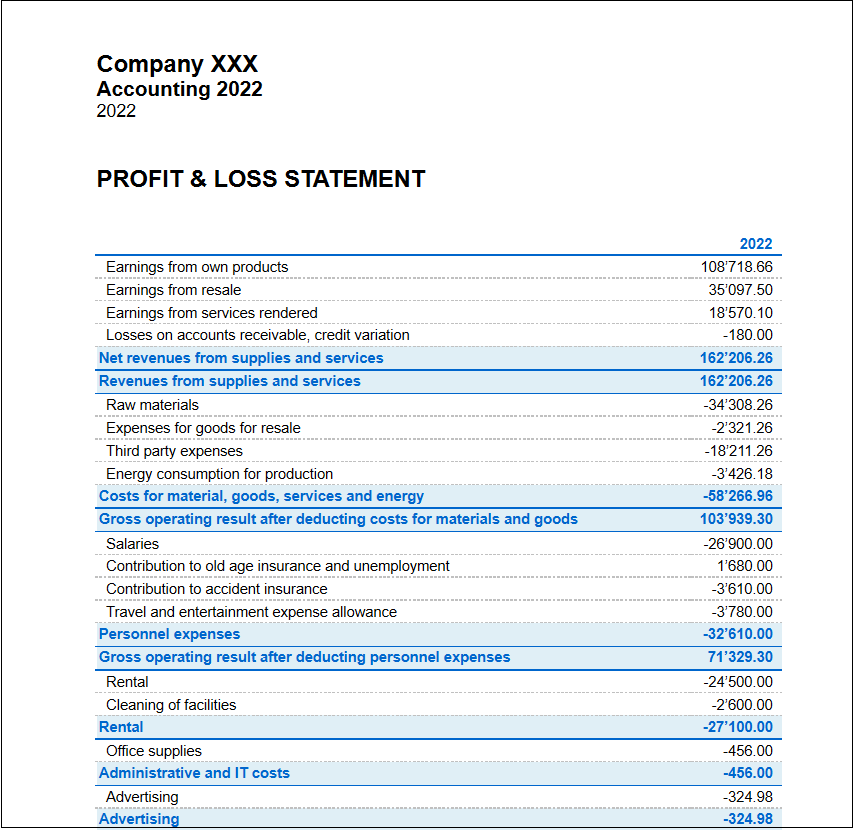 Company XXX
Accounting 2022
2022
PROFIT & LOSS STATEMENT
2022
Earnings from own products 108’718.66
Earnings from resale 35’097.50
Earnings from services rendered 18’570.10
Losses on accounts receivable, credit variation -180.00
Net revenues from supplies and services 162’206.26
Revenues from supplies and services 162’206.26
Raw materials -34’308.26
Expenses for goods for resale -2’321.26
Third party expenses -18’211.26
Energy consumption for production -3’426.18
Costs for material, goods, services and energy -58’266.96
Gross operating result after deducting costs for materials and goods 103’939.30
Salaries -26’900.00
Contribution to old age insurance and unemployment 1’680.00
Contribution to accident insurance -3’610.00
Travel and entertainment expense allowance -3’780.00
Personnel expenses -32’610.00
Gross operating result after deducting personnel expenses 71’329.30
Rental -24’500.00
Cleaning of facilities -2’600.00
Rental -27’100.00
Office supplies -456.00
Administrative and IT costs -456.00
Advertising -324.98
Advertising -324.98